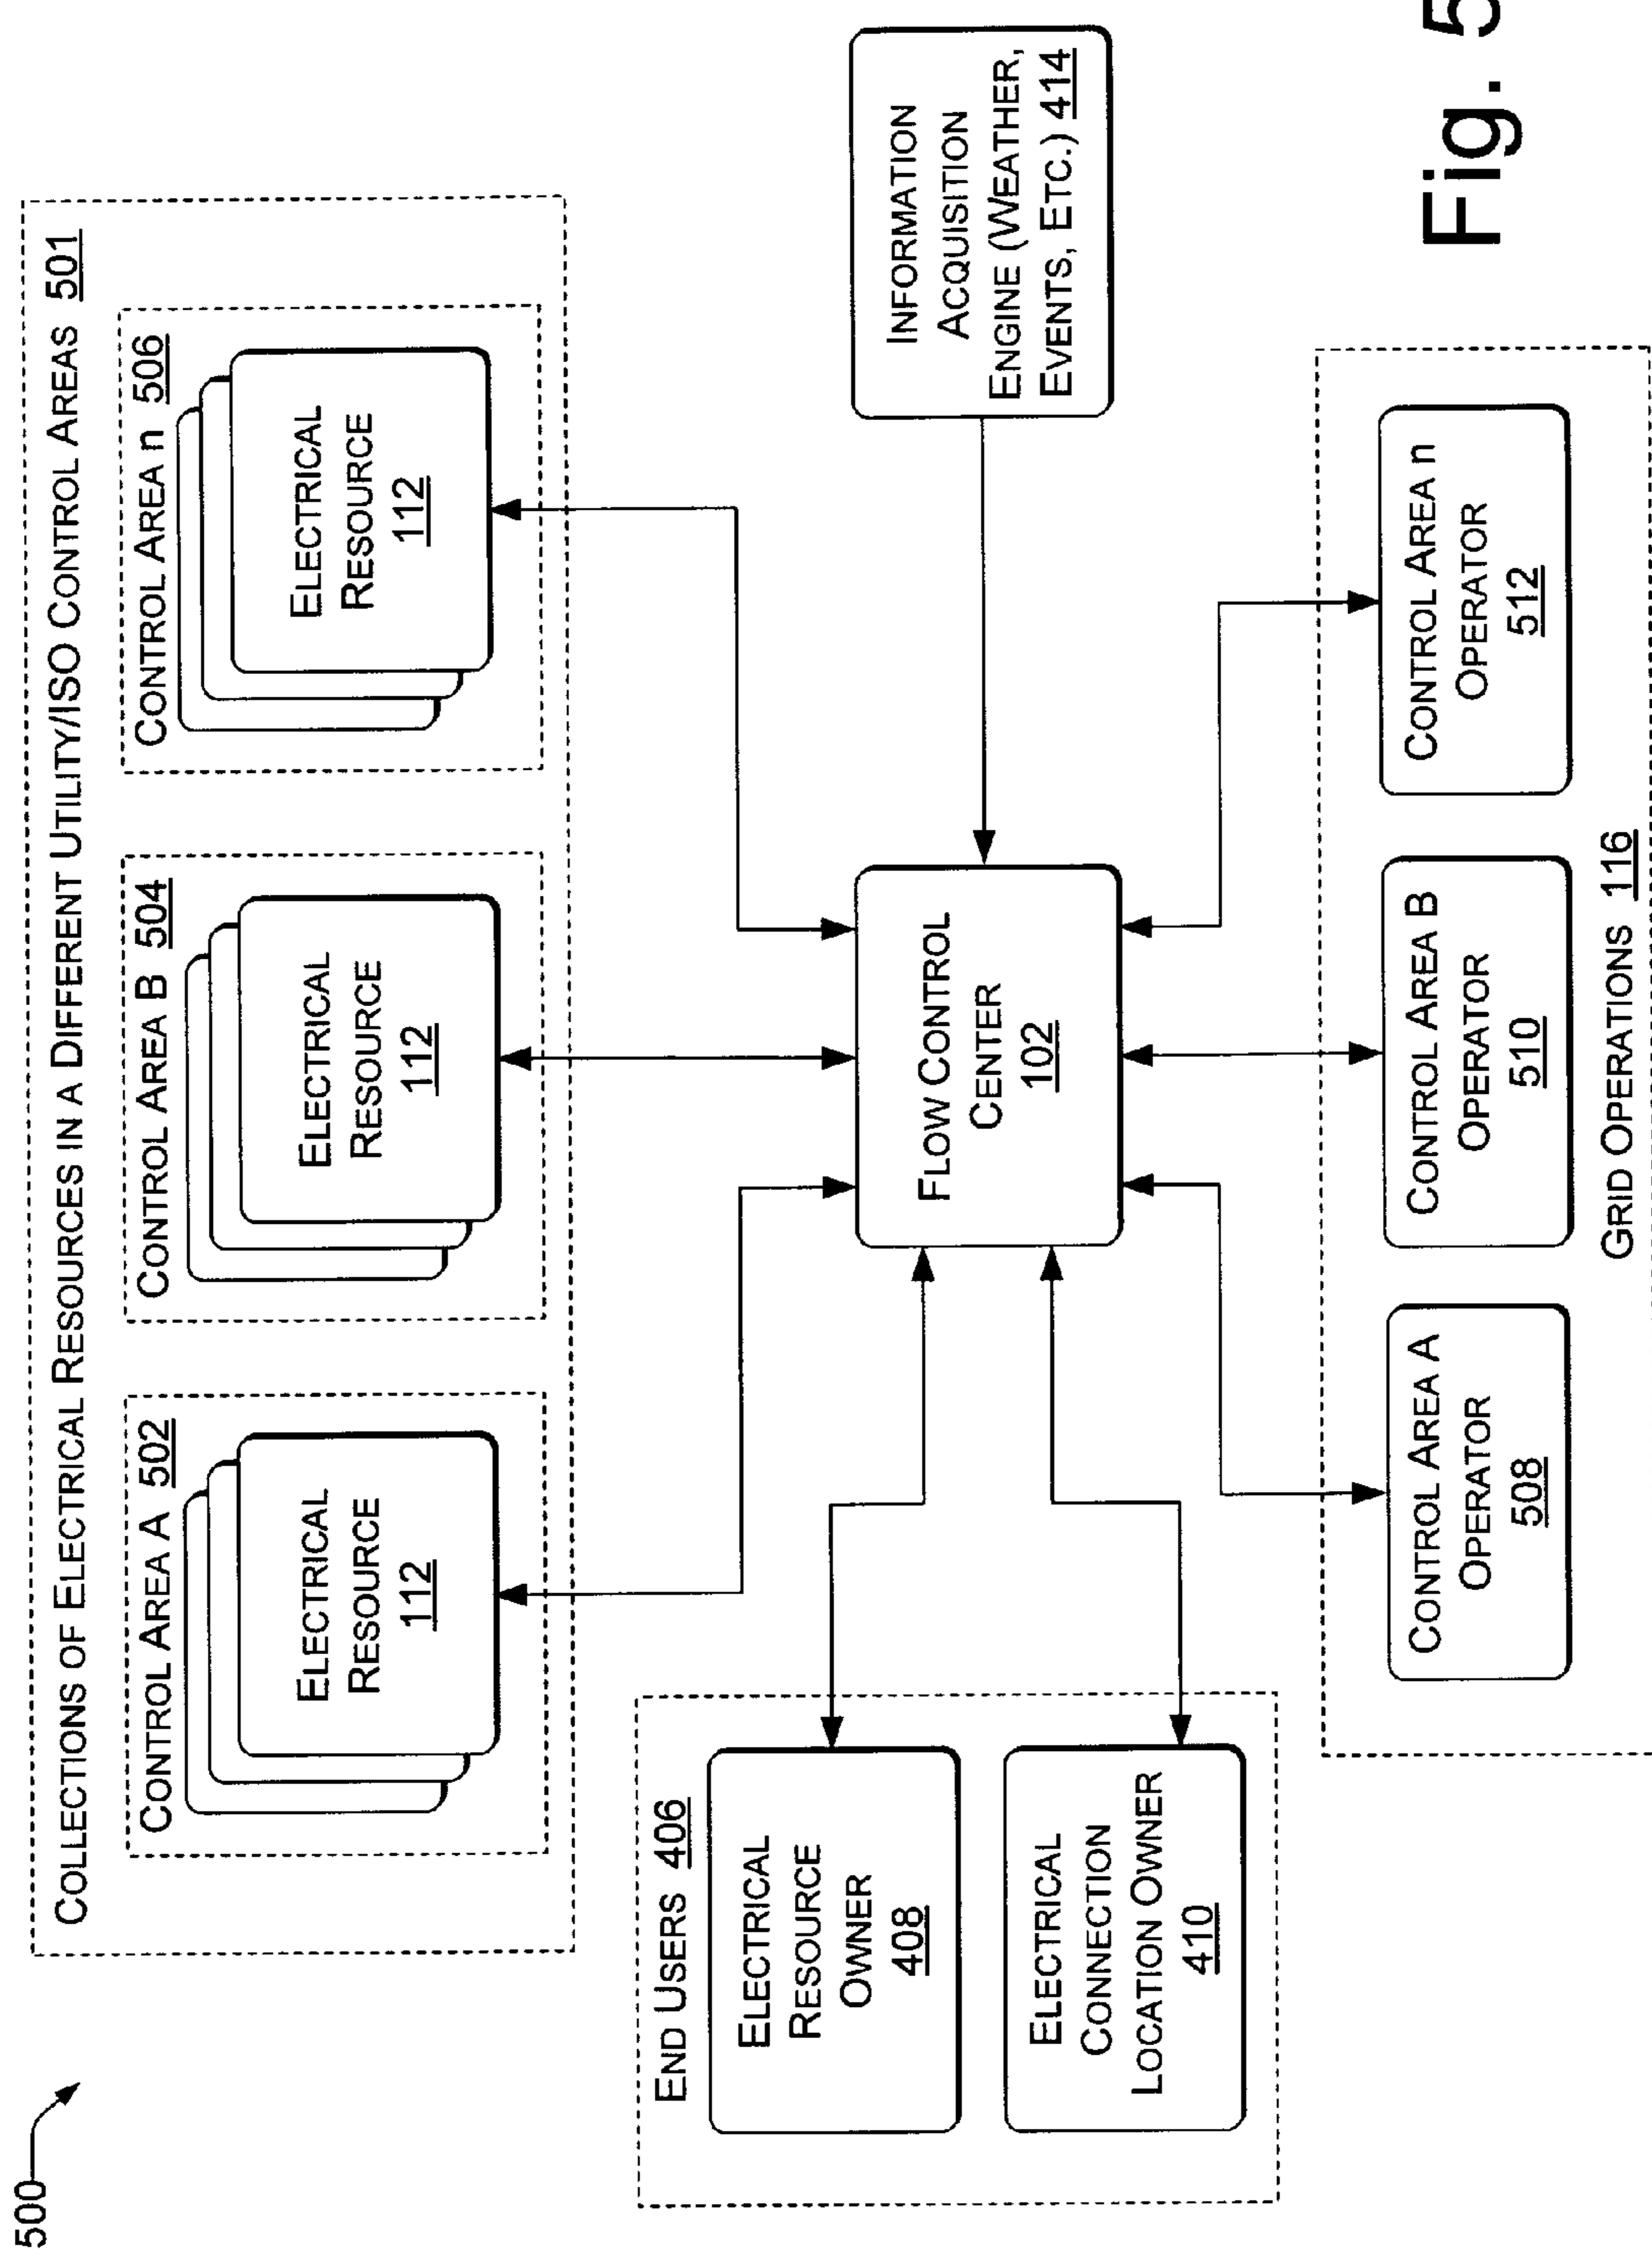 500
COLLECTIONS OF ELECTRICAL RESOURCES IN A DIFFERENT UTILITY/ISO CONTROL AREAS 501
CONTROL AREA A 502
ELECTRICAL
RESOURCE
112
CONTROL AREA B 504
ELECTRICAL
RESOURCE
112
CONTROL AREA n 506
ELECTRICAL
RESOURCE
112
END USERS 406
ELECTRICAL
RESOURCE
OWNER
408
ELECTRICAL
CONNECTION
LOCATION OWNER
410
FLOW CONTROL
CENTER
102
INFORMATION
ACQUISITION
ENGINE (WEATHER,
EVENTS, ETC.) 414
CONTROL AREA A
OPERATOR
508
CONTROL AREA B
OPERATOR
510
CONTROL AREA n
OPERATOR
512
GRID OPERATIONS 116
Fig. 5